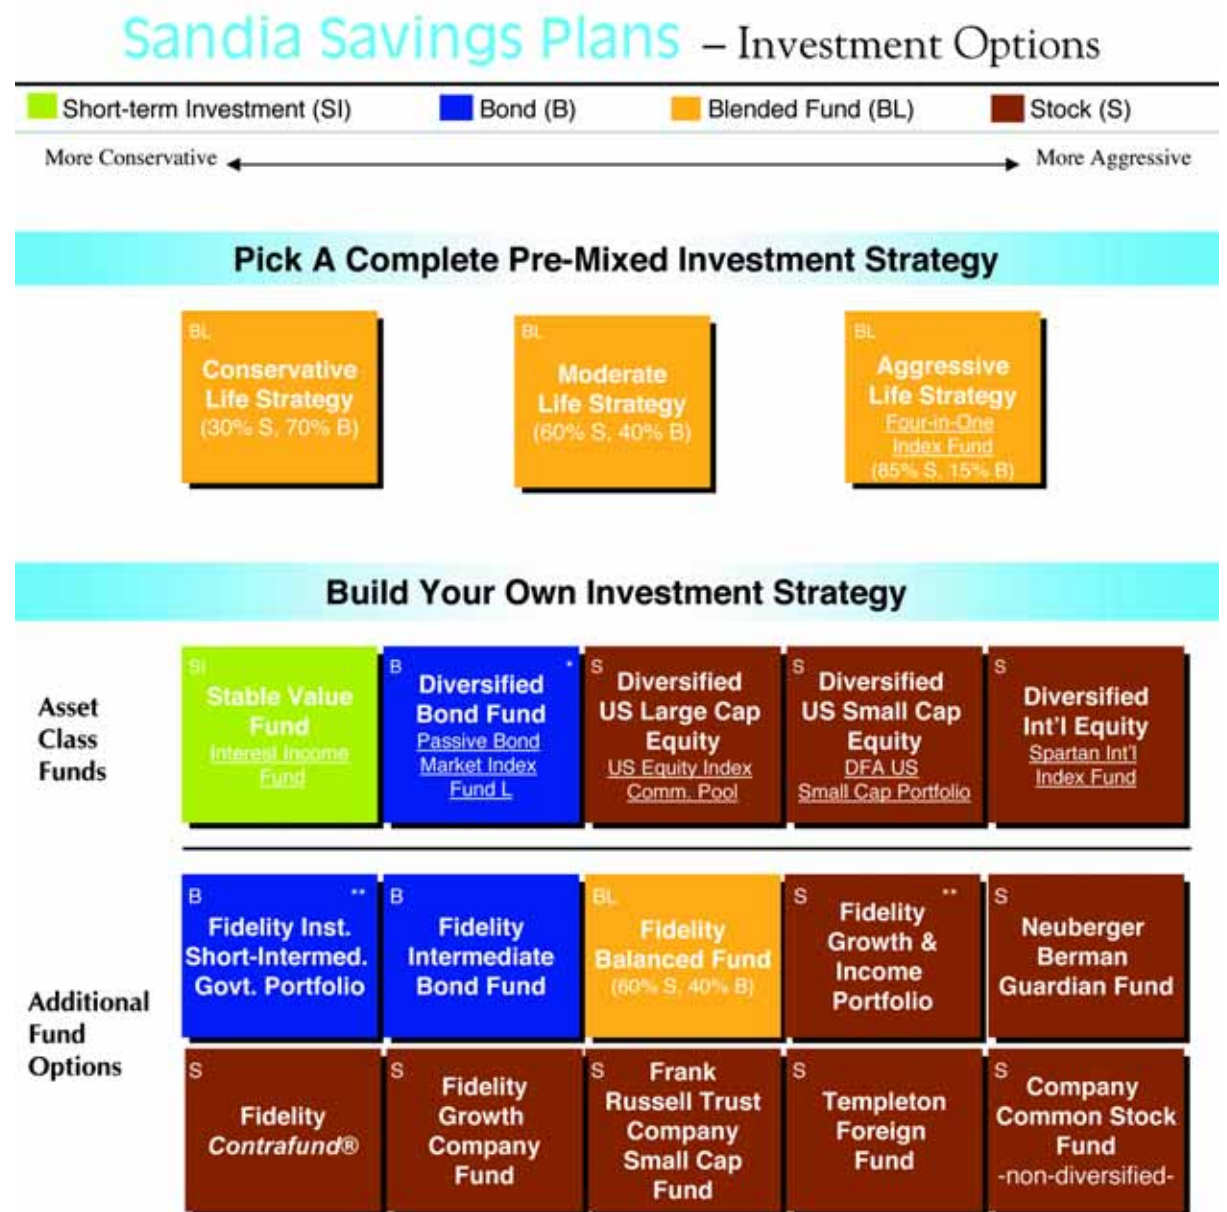 Sandia Savings Plans – Investment Options
Short-term Investment (SI) Bond (B) Blended Fund (BL) Stock (S)
More Conservative More Aggressive
Pick A Complete Pre-Mixed Investment Strategy
BL
Conservative
Life Strategy
(30% S, 70% B)
BL
Moderate
Life Strategy
(60% S, 40% B)
BL
Aggressive
Life Strategy
Four-in-One
Index Fund
(85% S, 15% B)
Build Your Own Investment Strategy
Asset
Class
Funds
SI
Stable Value
Fund
Interest Income
Fund
B *
Diversified
Bond Fund
Passive Bond
Market Index
Fund L
S
Diversified
US Large Cap
Equity
US Equity Index
Comm. Pool
S
Diversified
US Small Cap
Equity
DFA US
Small Cap Portfolio
S
Diversified
Int'l Equity
Spartan Int'l
Index Fund
Additional
Fund
Options
B **
Fidelity Inst.
Short-Intermed.
Govt. Portfolio
B
Fidelity
Intermediate
Bond Fund
BL
Fidelity
Balanced Fund
(60% S, 40% B)
S **
Fidelity
Growth &
Income
Portfolio
S
Neuberger
Berman
Guardian Fund
S
Fidelity
Contrafund®
S
Fidelity
Growth
Company
Fund
S
Frank
Russell Trust
Company
Small Cap
Fund
S
Templeton
Foreign
Fund
S
Company
Common Stock
Fund
-non-diversified-